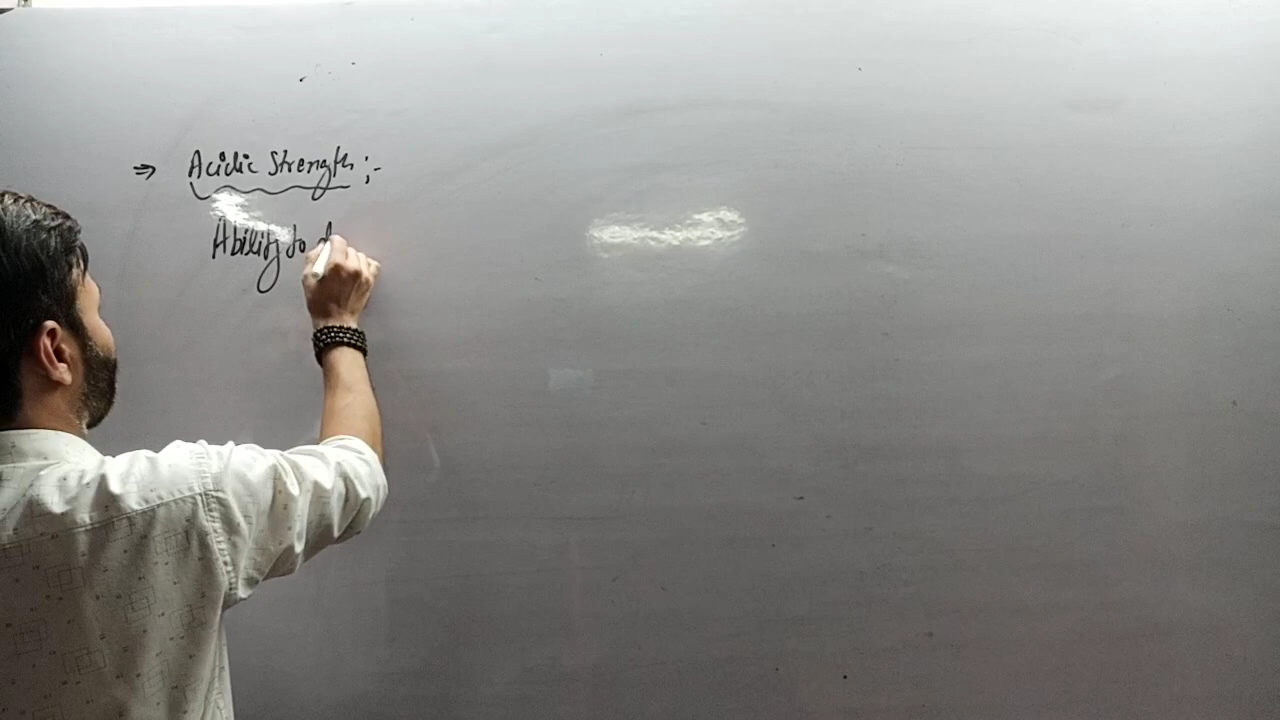 ⇒ Acidic Strength :-
Ability to d